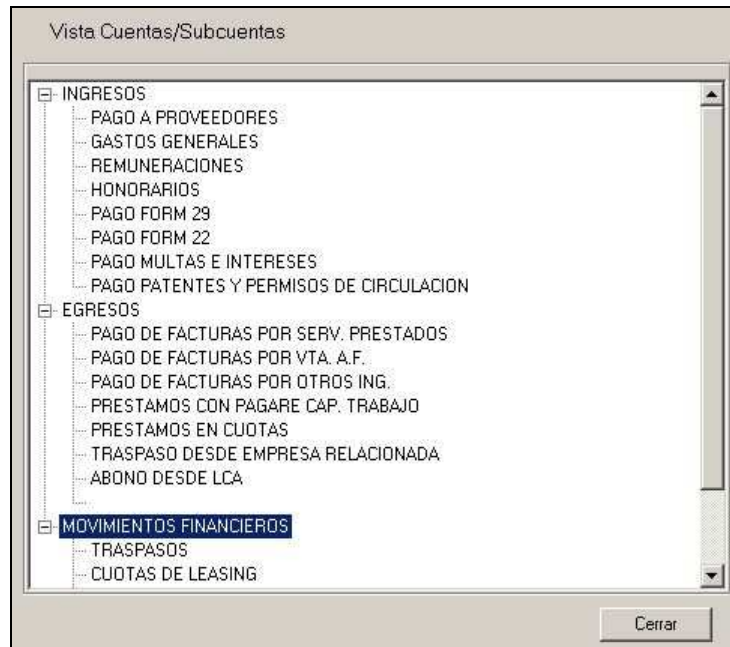 Vista Cuentas/Subcuentas
INGRESOS
PAGO A PROVEEDORES
GASTOS GENERALES
REMUNERACIONES
HONORARIOS
PAGO FORM 29
PAGO FORM 22
PAGO MULTAS E INTERESES
PAGO PATENTES Y PERMISOS DE CIRCULACION
EGRESOS
PAGO DE FACTURAS POR SERV. PRESTADOS
PAGO DE FACTURAS POR VTA. A.F.
PAGO DE FACTURAS POR OTROS ING.
PRESTAMOS CON PAGARE CAP. TRABAJO
PRESTAMOS EN CUOTAS
TRASPASO DESDE EMPRESA RELACIONADA
ABONO DESDE LCA
MOVIMIENTOS FINANCIEROS
TRASPASOS
CUOTAS DE LEASING
Cerrar